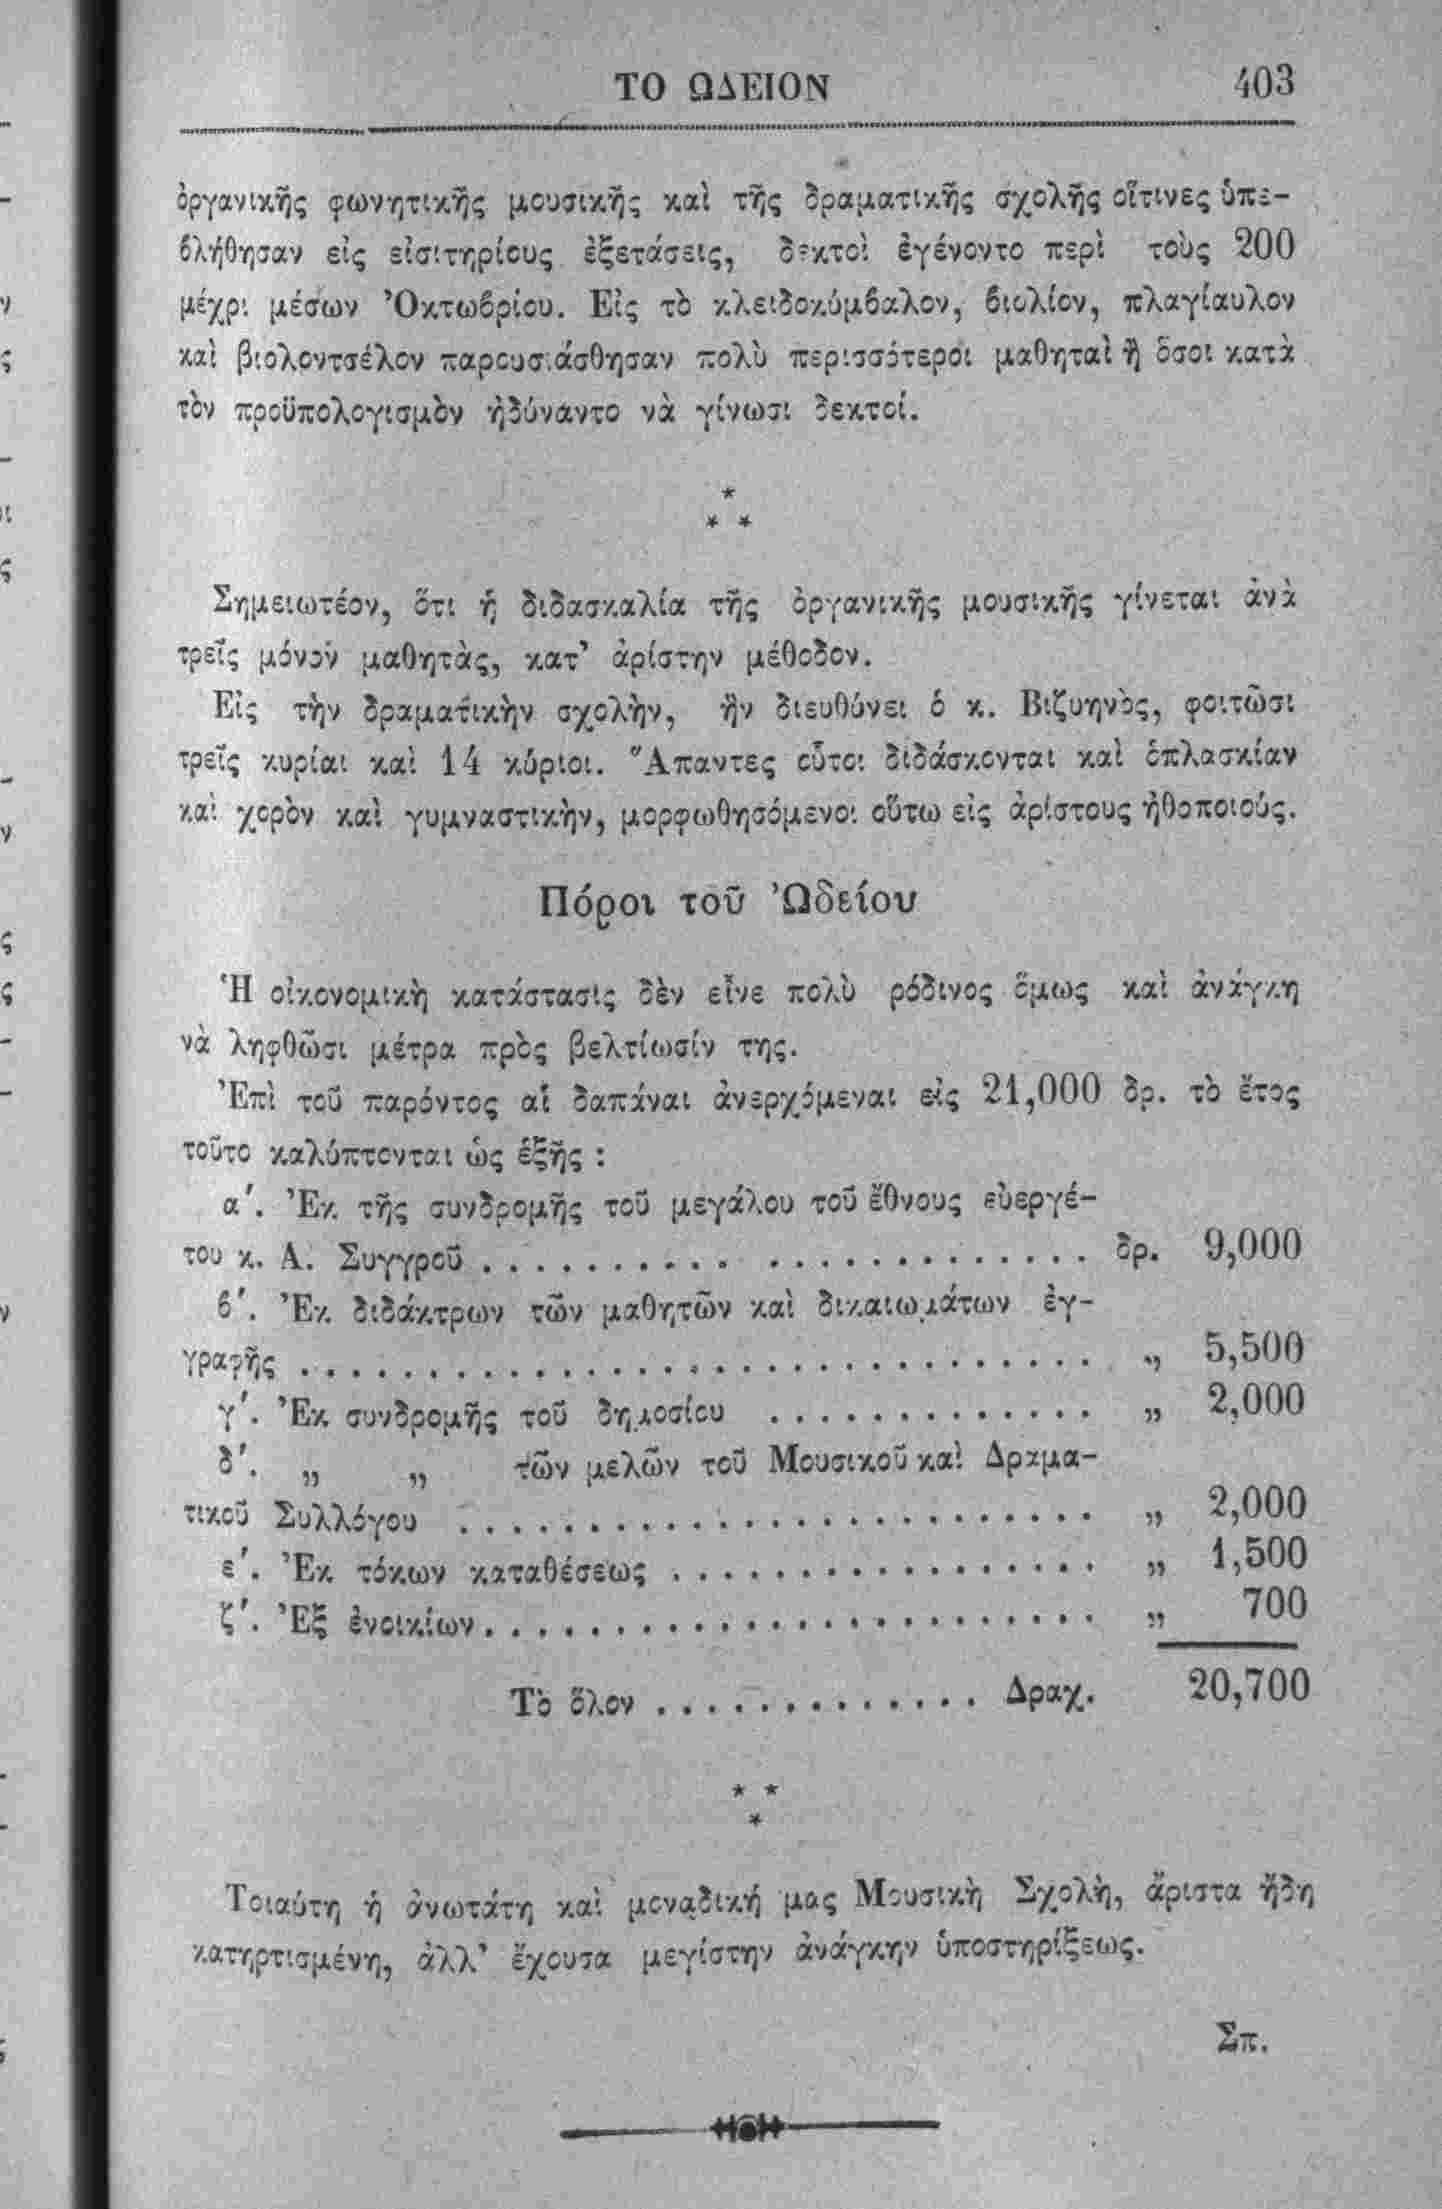 ΤΟ ΩΔΕΙΟΝ 403
ὀργανικῆς φωνητικῆς μουσικῆς καὶ τῆς δραματικῆς σχολῆς οἵτινες ὑπε-
βλήθησαν εἰς εἰσιτηρίους ἐξετάσεις, δεκτοὶ ἐγένοντο περὶ τοὺς 200
μέχρι μέσων Ὀκτωβρίου. Εἰς τὸ κλειδοκύμβαλον, βιολίον, πλαγίαυλον
καὶ βιολοντσέλον παρουσιάσθησαν πολὺ περισσότεροι μαθηταὶ ἢ ὅσοι κατὰ
τὸν προϋπολογισμὸν ἠδύναντο νὰ γίνωσι δεκτοί.
*
* *
Σημειωτέον, ὅτι ἡ διδασκαλία τῆς ὀργανικῆς μουσικῆς γίνεται ἀνὰ
τρεῖς μόνον μαθητὰς, κατ’ ἀρίστην μέθοδον.
Εἰς τὴν δραματικὴν σχολὴν, ἣν διευθύνει ὁ κ. Βιζυηνὸς, φοιτῶσι
τρεῖς κυρίαι καὶ 14 κύριοι. Ἅπαντες οὗτοι διδάσκονται καὶ ὁπλασκίαν
καὶ χορὸν καὶ γυμναστικὴν, μορφωθησόμενοι οὕτω εἰς ἀρίστους ἠθοποιούς.
Πόροι τοῦ Ὠδείου
Ἡ οἰκονομικὴ κατάστασις δὲν εἶνε πολὺ ρόδινος ὅμως καὶ ἀνάγκη
νὰ ληφθῶσι μέτρα πρὸς βελτίωσίν της.
Ἐπὶ τοῦ παρόντος αἱ δαπάναι ἀνερχόμεναι εἰς 21,000 δρ. τὸ ἔτος
τοῦτο καλύπτονται ὡς ἑξῆς :
α΄. Ἐκ τῆς συνδρομῆς τοῦ μεγάλου τοῦ ἔθνους εὐεργέ-
του κ. Α. Συγγροῦ . . . . . . . . . . . . . . . . . . . . . . δρ. 9,000
β΄. Ἐκ διδάκτρων τῶν μαθητῶν καὶ δικαιωμάτων ἐγ-
γραφῆς . . . . . . . . . . . . . . . . . . . . . . . . . . . . . „ 5,500
γ΄. Ἐκ συνδρομῆς τοῦ δημοσίου . . . . . . . . . . . . . „ 2,000
δ΄. „ „ τῶν μελῶν τοῦ Μουσικοῦ καὶ Δραμα-
τικοῦ Συλλόγου . . . . . . . . . . . . . . . . . . . . . . . . „ 2,000
ε΄. Ἐκ τόκων καταθέσεως . . . . . . . . . . . . . . . . . „ 1,500
ζ΄. Ἐξ ἐνοικίων . . . . . . . . . . . . . . . . . . . . . . . . „ 700
Τὸ ὅλον . . . . . . . . . . . . . Δραχ. 20,700
* *
*
Τοιαύτη ἡ ἀνωτάτη καὶ μοναδική μας Μουσικὴ Σχολὴ, ἄριστα ἤδη
κατηρτισμένη, ἀλλ’ ἔχουσα μεγίστην ἀνάγκην ὑποστηρίξεως.
Σπ.